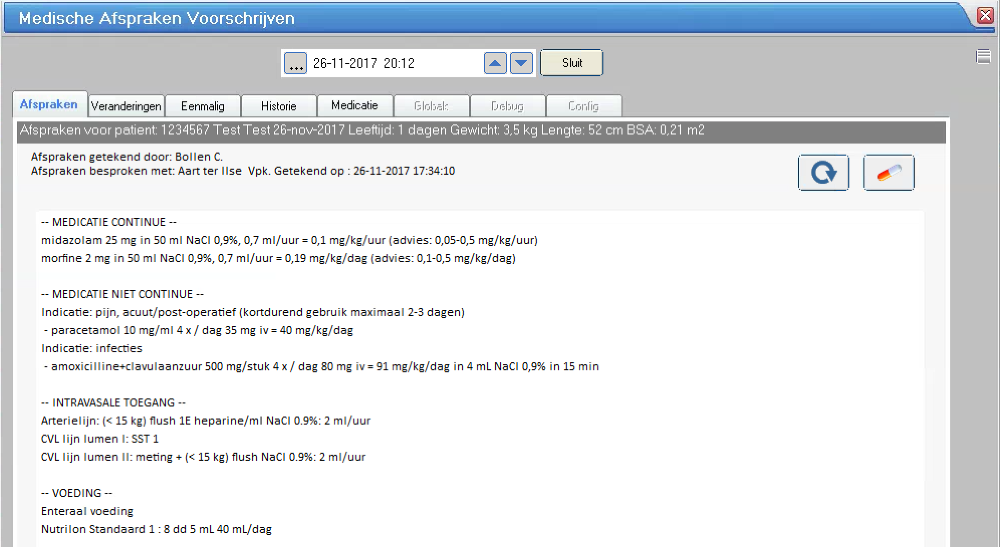 Medische Afspraken Voorschrijven
... 26-11-2017 20:12 Sluit
Afspraken Veranderingen Eenmalig Historie Medicatie Globals Debug Config
Afspraken voor patient: 1234567 Test Test 26-nov-2017 Leeftijd: 1 dagen Gewicht: 3,5 kg Lengte: 52 cm BSA: 0,21 m2
Afspraken getekend door: Bollen C.
Afspraken besproken met: Aart ter Ilse Vpk. Getekend op : 26-11-2017 17:34:10
-- MEDICATIE CONTINUE --
midazolam 25 mg in 50 ml NaCl 0,9%, 0,7 ml/uur = 0,1 mg/kg/uur (advies: 0,05-0,5 mg/kg/uur)
morfine 2 mg in 50 ml NaCl 0,9%, 0,7 ml/uur = 0,19 mg/kg/dag (advies: 0,1-0,5 mg/kg/dag)
-- MEDICATIE NIET CONTINUE --
Indicatie: pijn, acuut/post-operatief (kortdurend gebruik maximaal 2-3 dagen)
- paracetamol 10 mg/ml 4 x / dag 35 mg iv = 40 mg/kg/dag
Indicatie: infecties
- amoxicilline+clavulaanzuur 500 mg/stuk 4 x / dag 80 mg iv = 91 mg/kg/dag in 4 mL NaCl 0,9% in 15 min
-- INTRAVASALE TOEGANG --
Arterielijn: (< 15 kg) flush 1E heparine/ml NaCl 0.9%: 2 ml/uur
CVL lijn lumen I: SST 1
CVL lijn lumen II: meting + (< 15 kg) flush NaCl 0.9%: 2 ml/uur
-- VOEDING --
Enteraal voeding
Nutrilon Standaard 1 : 8 dd 5 mL 40 mL/dag